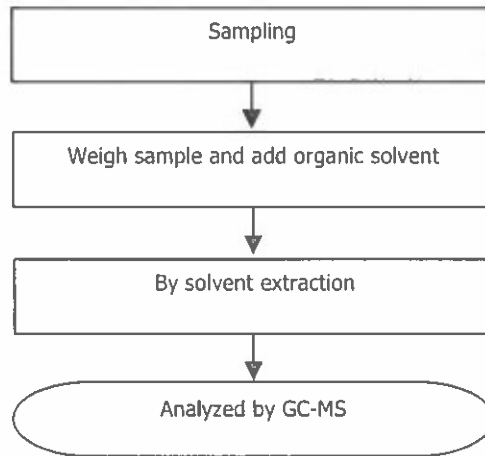 Sampling
Weigh sample and add organic solvent
By solvent extraction
Analyzed by GC-MS